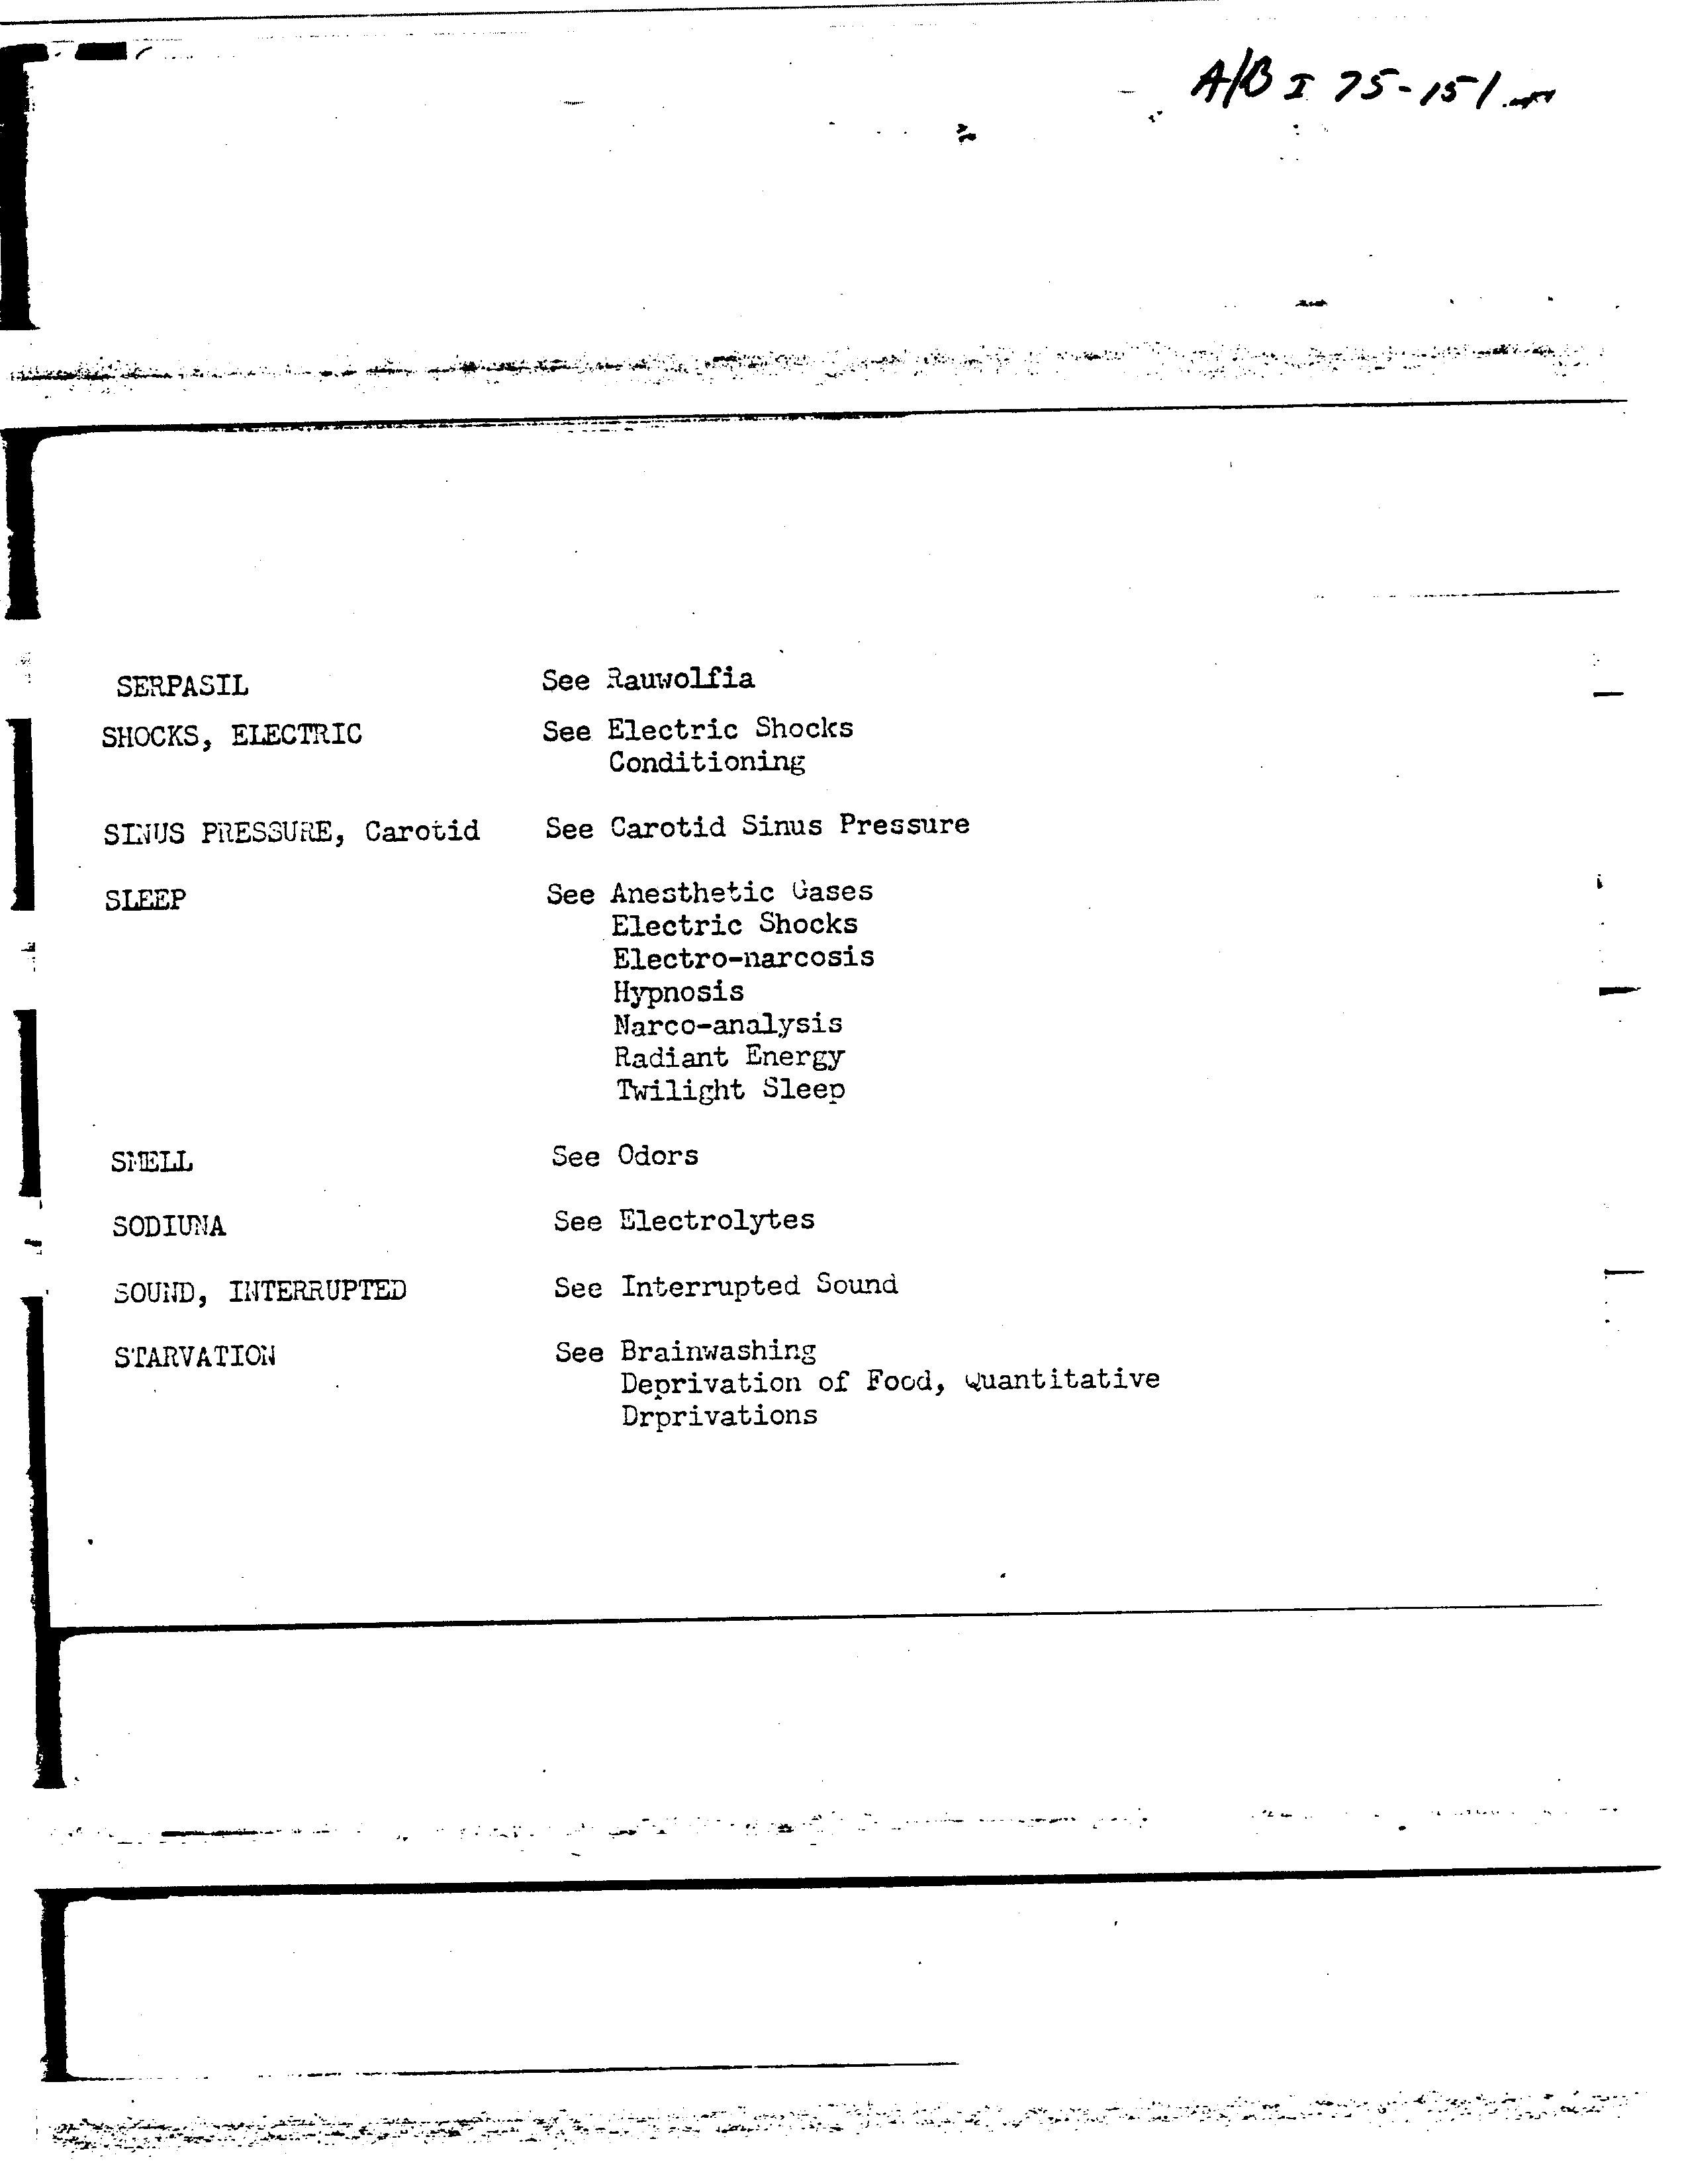 A/B I 75-151
SERPASIL See Rauwolfia
SHOCKS, ELECTRIC See Electric Shocks
Conditioning
SINUS PRESSURE, Carotid See Carotid Sinus Pressure
SLEEP See Anesthetic Gases
Electric Shocks
Electro-narcosis
Hypnosis
Narco-analysis
Radiant Energy
Twilight Sleep
SMELL See Odors
SODIUNA See Electrolytes
SOUND, INTERRUPTED See Interrupted Sound
STARVATION See Brainwashing
Deprivation of Food, Quantitative
Drprivations